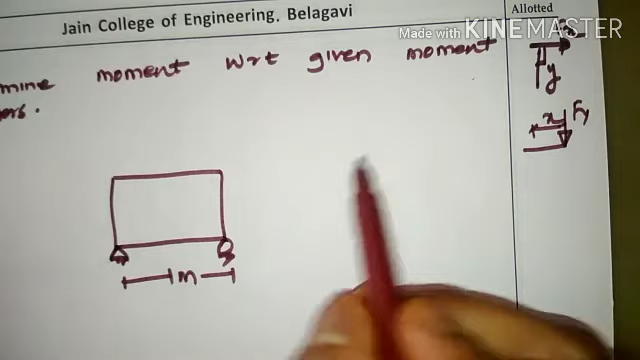 Jain College of Engineering, Belagavi
Allotted
Made with KINEMASTER
mine moment wrt given moment
ers.
x
y
x Fy
m